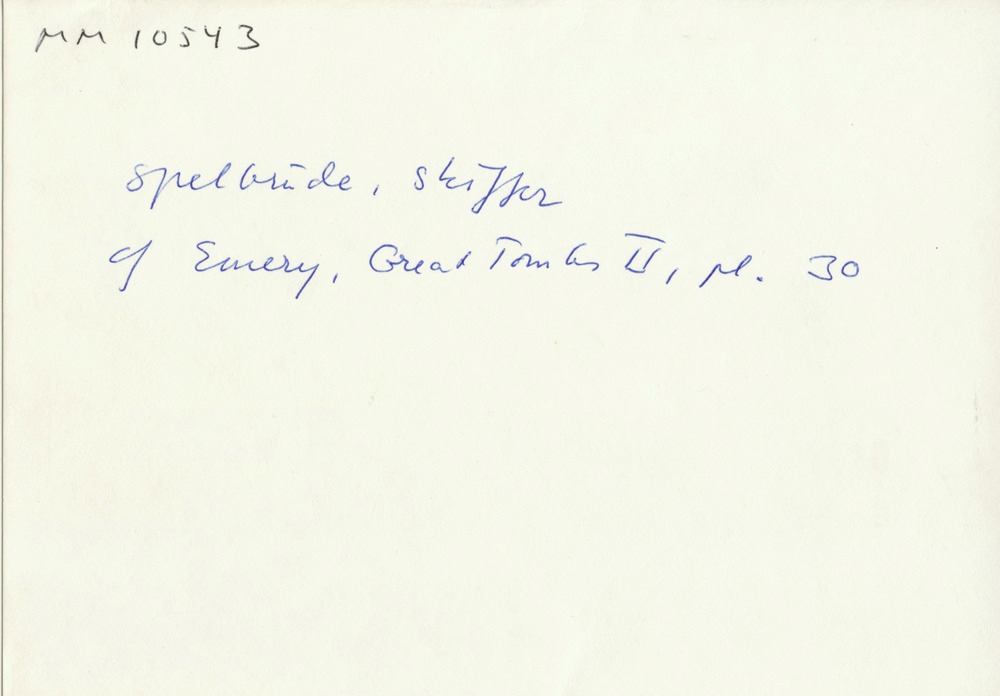 MM 10543
Spelbräde, skiffer
cf Emery, Great Tombs II, pl. 30